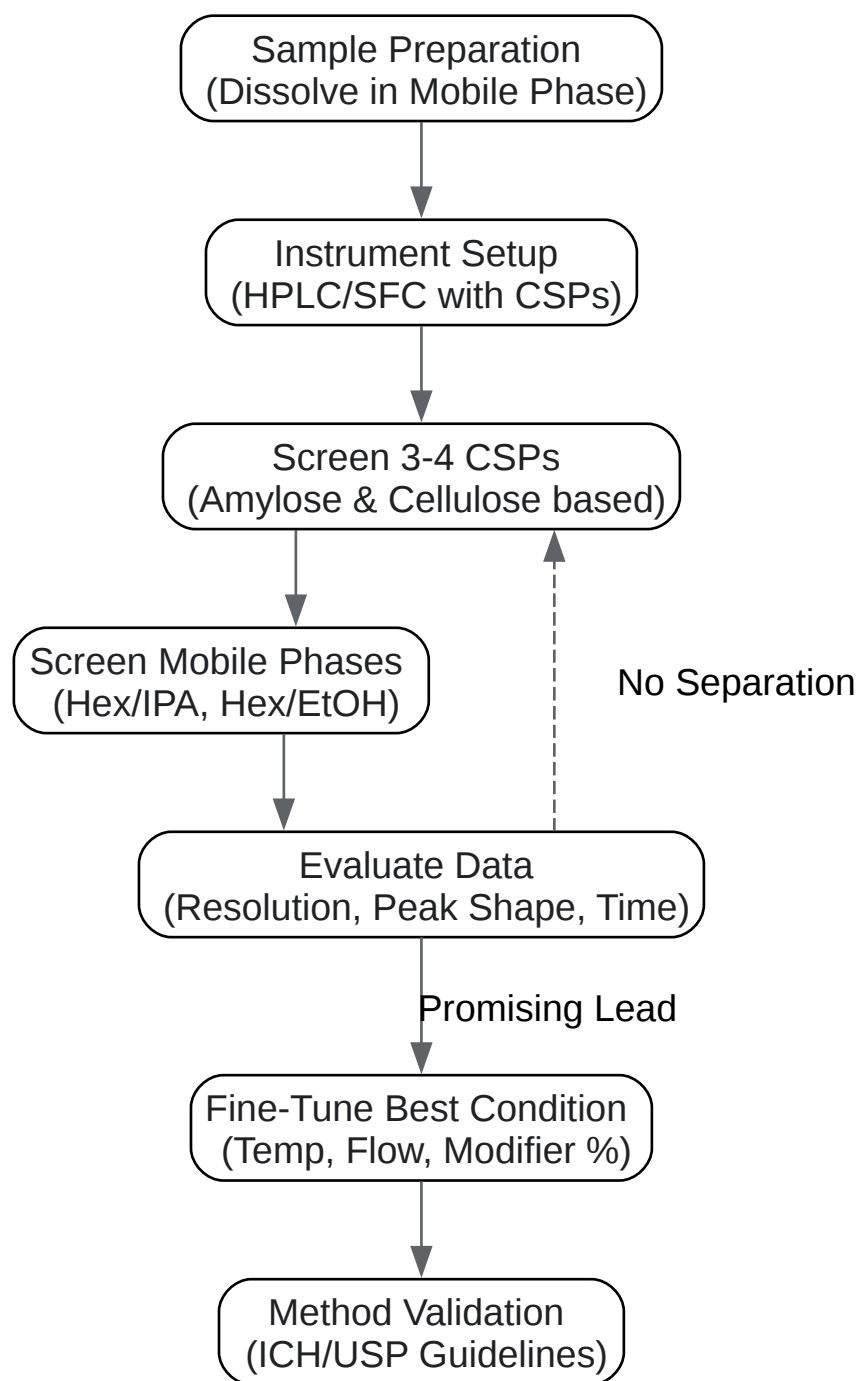 Sample Preparation
(Dissolve in Mobile Phase)
Instrument Setup
(HPLC/SFC with CSPs)
Screen 3-4 CSPs
(Amylose & Cellulose based)
Screen Mobile Phases
(Hex/IPA, Hex/EtOH)
No Separation
Evaluate Data
(Resolution, Peak Shape, Time)
Promising Lead
Fine-Tune Best Condition
(Temp, Flow, Modifier %)
Method Validation
(ICH/USP Guidelines)